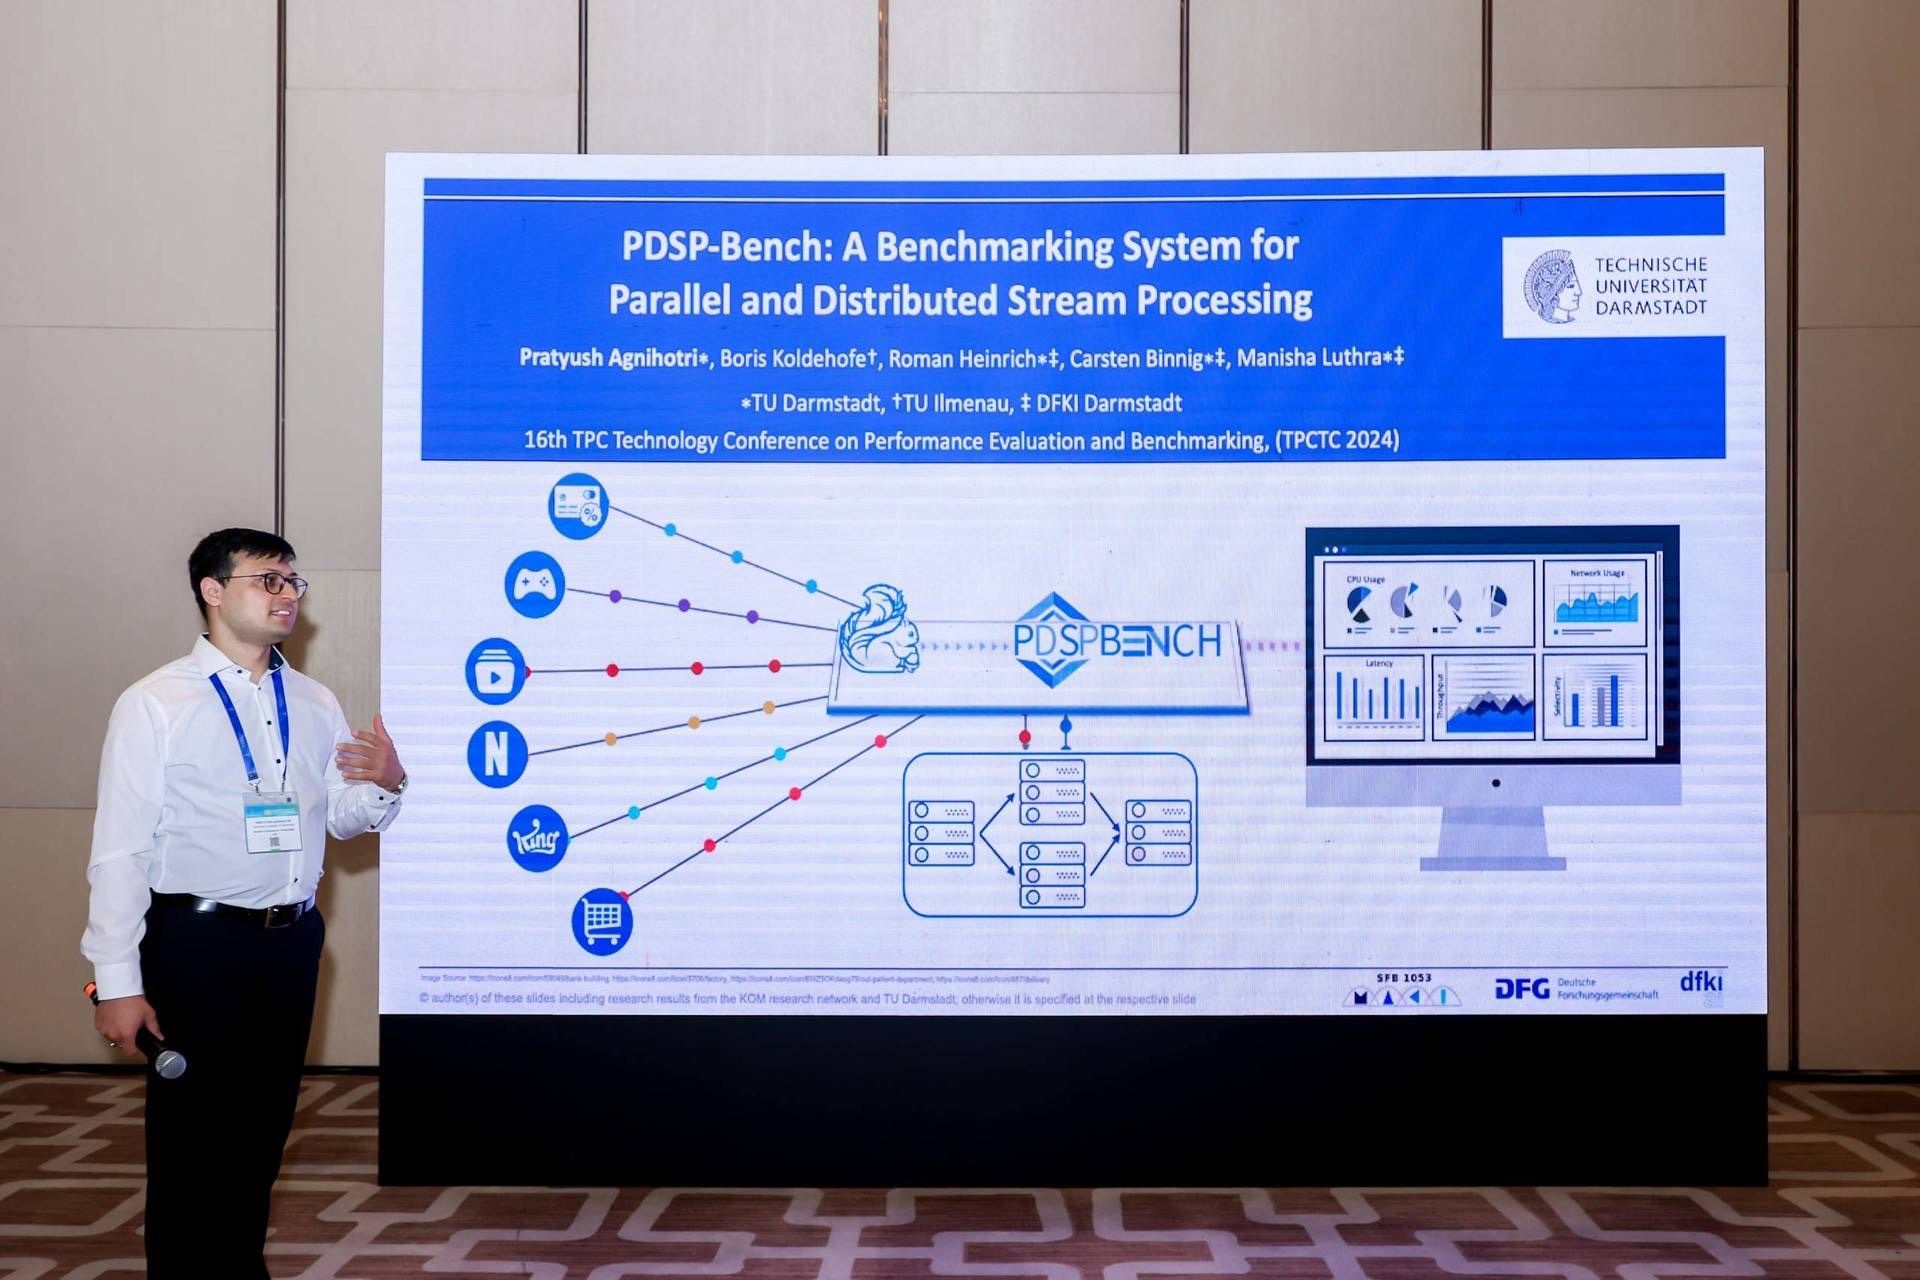 PDSP-Bench: A Benchmarking System for
Parallel and Distributed Stream Processing
TECHNISCHE
UNIVERSITÄT
DARMSTADT
Pratyush Agnihotri*, Boris Koldehofe†, Roman Heinrich*‡, Carsten Binnig*‡, Manisha Luthra*‡
*TU Darmstadt, †TU Ilmenau, ‡ DFKI Darmstadt
16th TPC Technology Conference on Performance Evaluation and Benchmarking, (TPCTC 2024)
N
King
PDSPBENCH
CPU Usage
Network Usage
Latency
Throughput
Selectivity
Image Source:
© author(s) of these slides including research results from the KOM research network and TU Darmstadt, otherwise it is specified at the respective slide
SFB 1053
MAKI
DFG Deutsche
Forschungsgemeinschaft
dfki